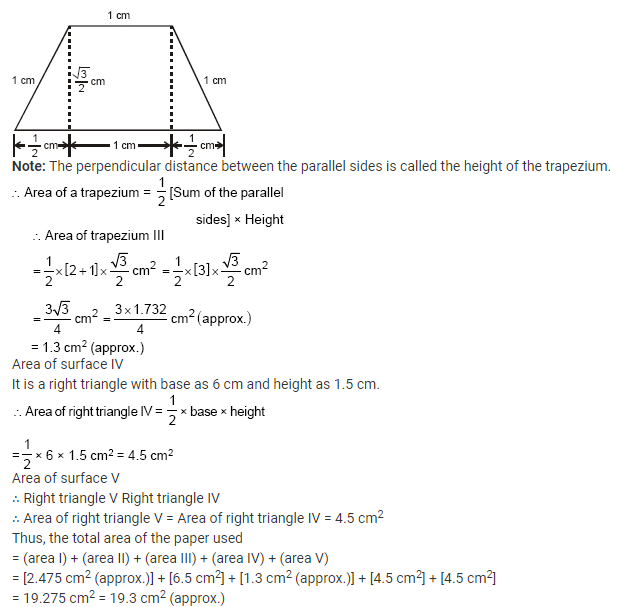 1 cm
1 cm
√3/2 cm
1 cm
1/2 cm
1 cm
1/2 cm
Note: The perpendicular distance between the parallel sides is called the height of the trapezium.
∴ Area of a trapezium = 1/2 [Sum of the parallel
sides] × Height
∴ Area of trapezium III
= 1/2 × [2 + 1] × √3/2 cm² = 1/2 × [3] × √3/2 cm²
= 3√3/4 cm² = 3 × 1.732/4 cm² (approx.)
= 1.3 cm² (approx.)
Area of surface IV
It is a right triangle with base as 6 cm and height as 1.5 cm.
∴ Area of right triangle IV = 1/2 × base × height
= 1/2 × 6 × 1.5 cm² = 4.5 cm²
Area of surface V
∴ Right triangle V Right triangle IV
∴ Area of right triangle V = Area of right triangle IV = 4.5 cm²
Thus, the total area of the paper used
= (area I) + (area II) + (area III) + (area IV) + (area V)
= [2.475 cm² (approx.)] + [6.5 cm²] + [1.3 cm² (approx.)] + [4.5 cm²] + [4.5 cm²]
= 19.275 cm² = 19.3 cm² (approx.)